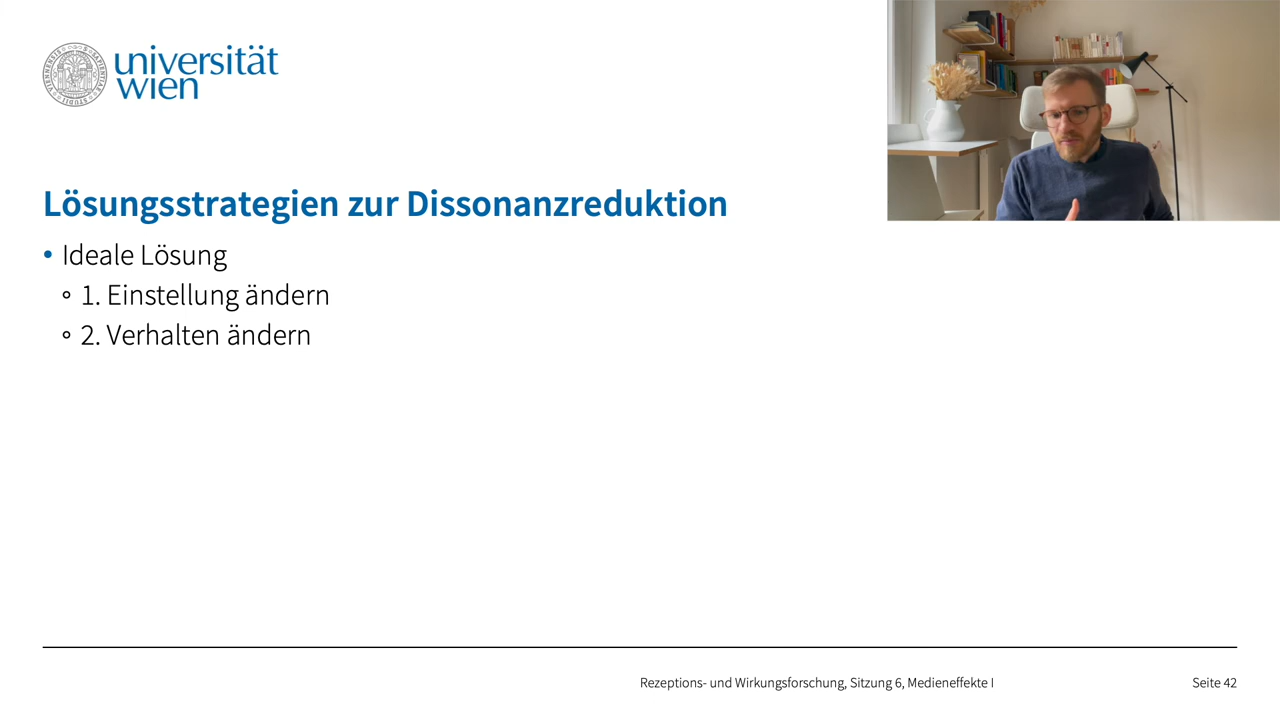 universität
wien
Lösungsstrategien zur Dissonanzreduktion
• Ideale Lösung
∘ 1. Einstellung ändern
∘ 2. Verhalten ändern
Rezeptions- und Wirkungsforschung, Sitzung 6, Medieneffekte I
Seite 42